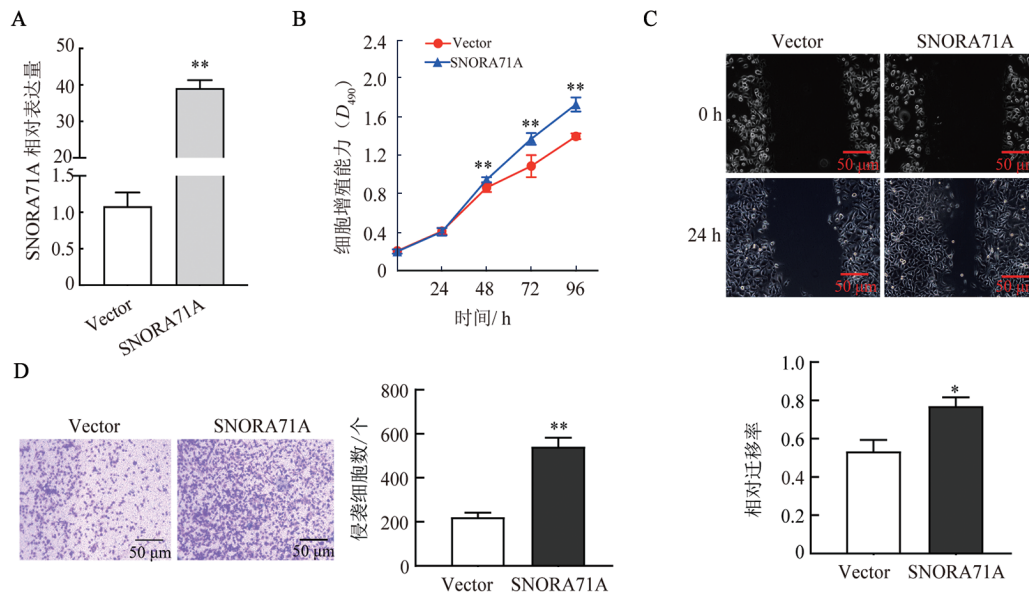 A
SNORA71A 相对表达量
50
40
30
20
1.5
1.0
0.5
0
**
Vector
SNORA71A
B
细胞增殖能力（D490）
2.4
2.0
1.6
1.2
0.8
0.4
0
Vector
SNORA71A
**
**
**
24
48
72
96
时间/ h
C
Vector
SNORA71A
0 h
50 μm
50 μm
24 h
50 μm
50 μm
相对迁移率
1.0
0.8
0.6
0.4
0.2
0
*
Vector
SNORA71A
D
Vector
SNORA71A
50 μm
50 μm
侵袭细胞数/个
800
600
400
200
0
**
Vector
SNORA71A